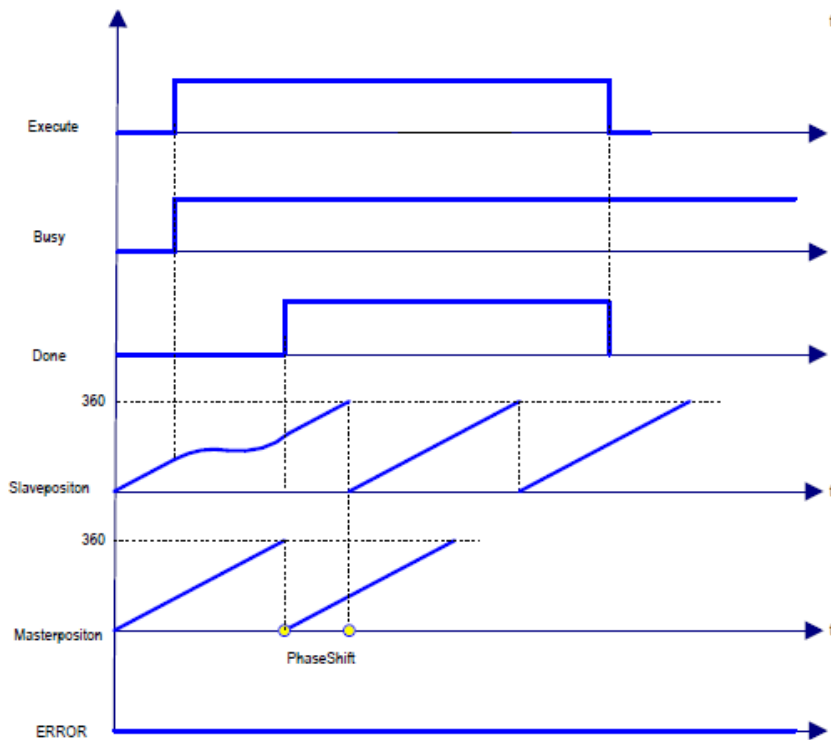 t
Execute
Busy
Done
360
Slavepositon
t
360
Masterpositon
t
PhaseShift
ERROR